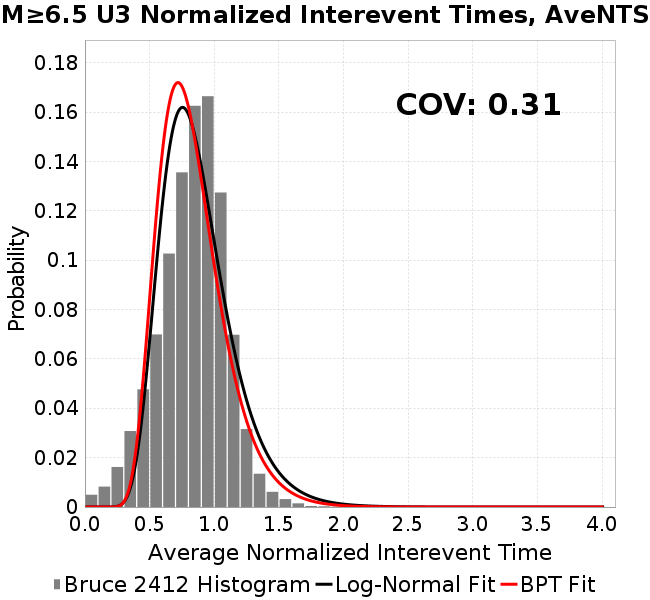 M≥6.5 U3 Normalized Interevent Times, AveNTS
COV: 0.31
Probability
0.18
0.16
0.14
0.12
0.1
0.08
0.06
0.04
0.02
0
0.0 0.5 1.0 1.5 2.0 2.5 3.0 3.5 4.0
Average Normalized Interevent Time
Bruce 2412 Histogram Log-Normal Fit BPT Fit